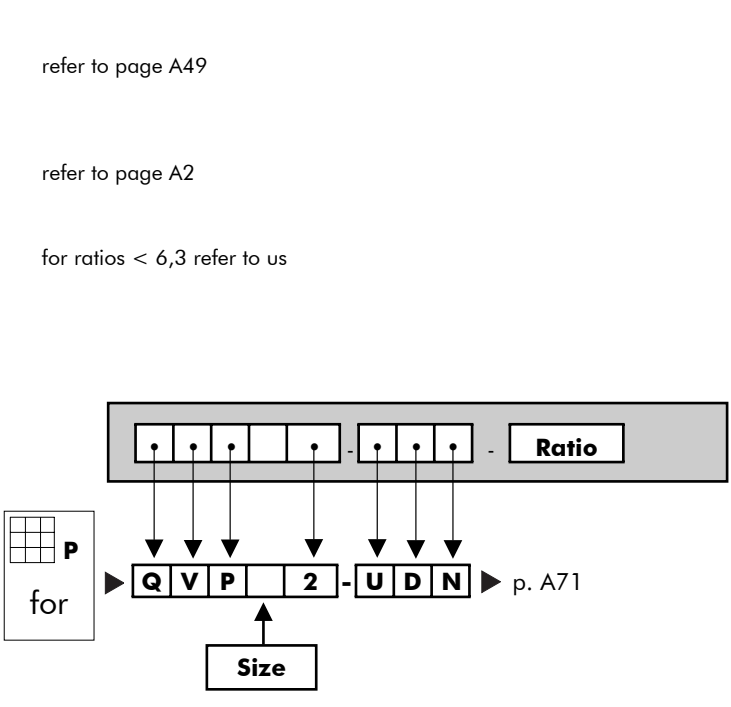 refer to page A49
refer to page A2
for ratios < 6,3 refer to us
- - Ratio
P
for
Q V P 2 - U D N p. A71
Size